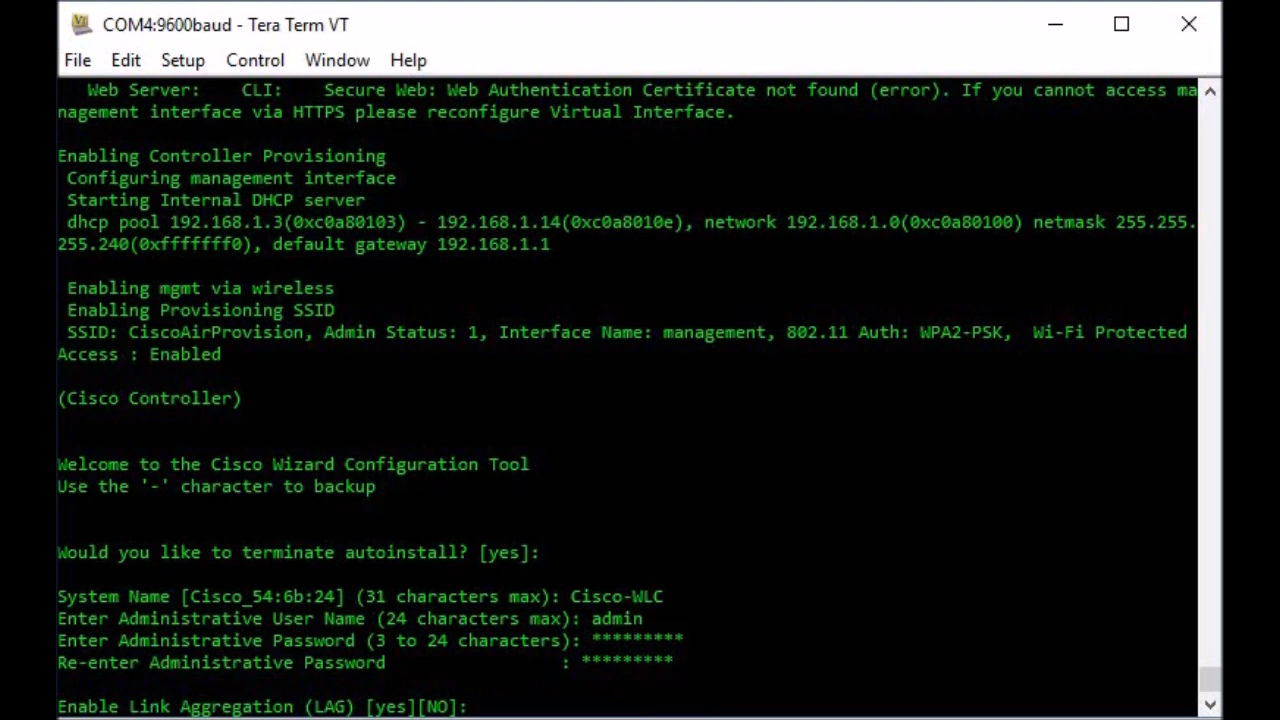 COM4:9600baud - Tera Term VT
File Edit Setup Control Window Help
Web Server: CLI: Secure Web: Web Authentication Certificate not found (error). If you cannot access ma
nagement interface via HTTPS please reconfigure Virtual Interface.
Enabling Controller Provisioning
Configuring management interface
Starting Internal DHCP server
dhcp pool 192.168.1.3(0xc0a80103) - 192.168.1.14(0xc0a8010e), network 192.168.1.0(0xc0a80100) netmask 255.255.
255.240(0xfffffff0), default gateway 192.168.1.1
Enabling mgmt via wireless
Enabling Provisioning SSID
SSID: CiscoAirProvision, Admin Status: 1, Interface Name: management, 802.11 Auth: WPA2-PSK, Wi-Fi Protected
Access : Enabled
(Cisco Controller)
Welcome to the Cisco Wizard Configuration Tool
Use the '-' character to backup
Would you like to terminate autoinstall? [yes]:
System Name [Cisco_54:6b:24] (31 characters max): Cisco-WLC
Enter Administrative User Name (24 characters max): admin
Enter Administrative Password (3 to 24 characters): *********
Re-enter Administrative Password : *********
Enable Link Aggregation (LAG) [yes][NO]: